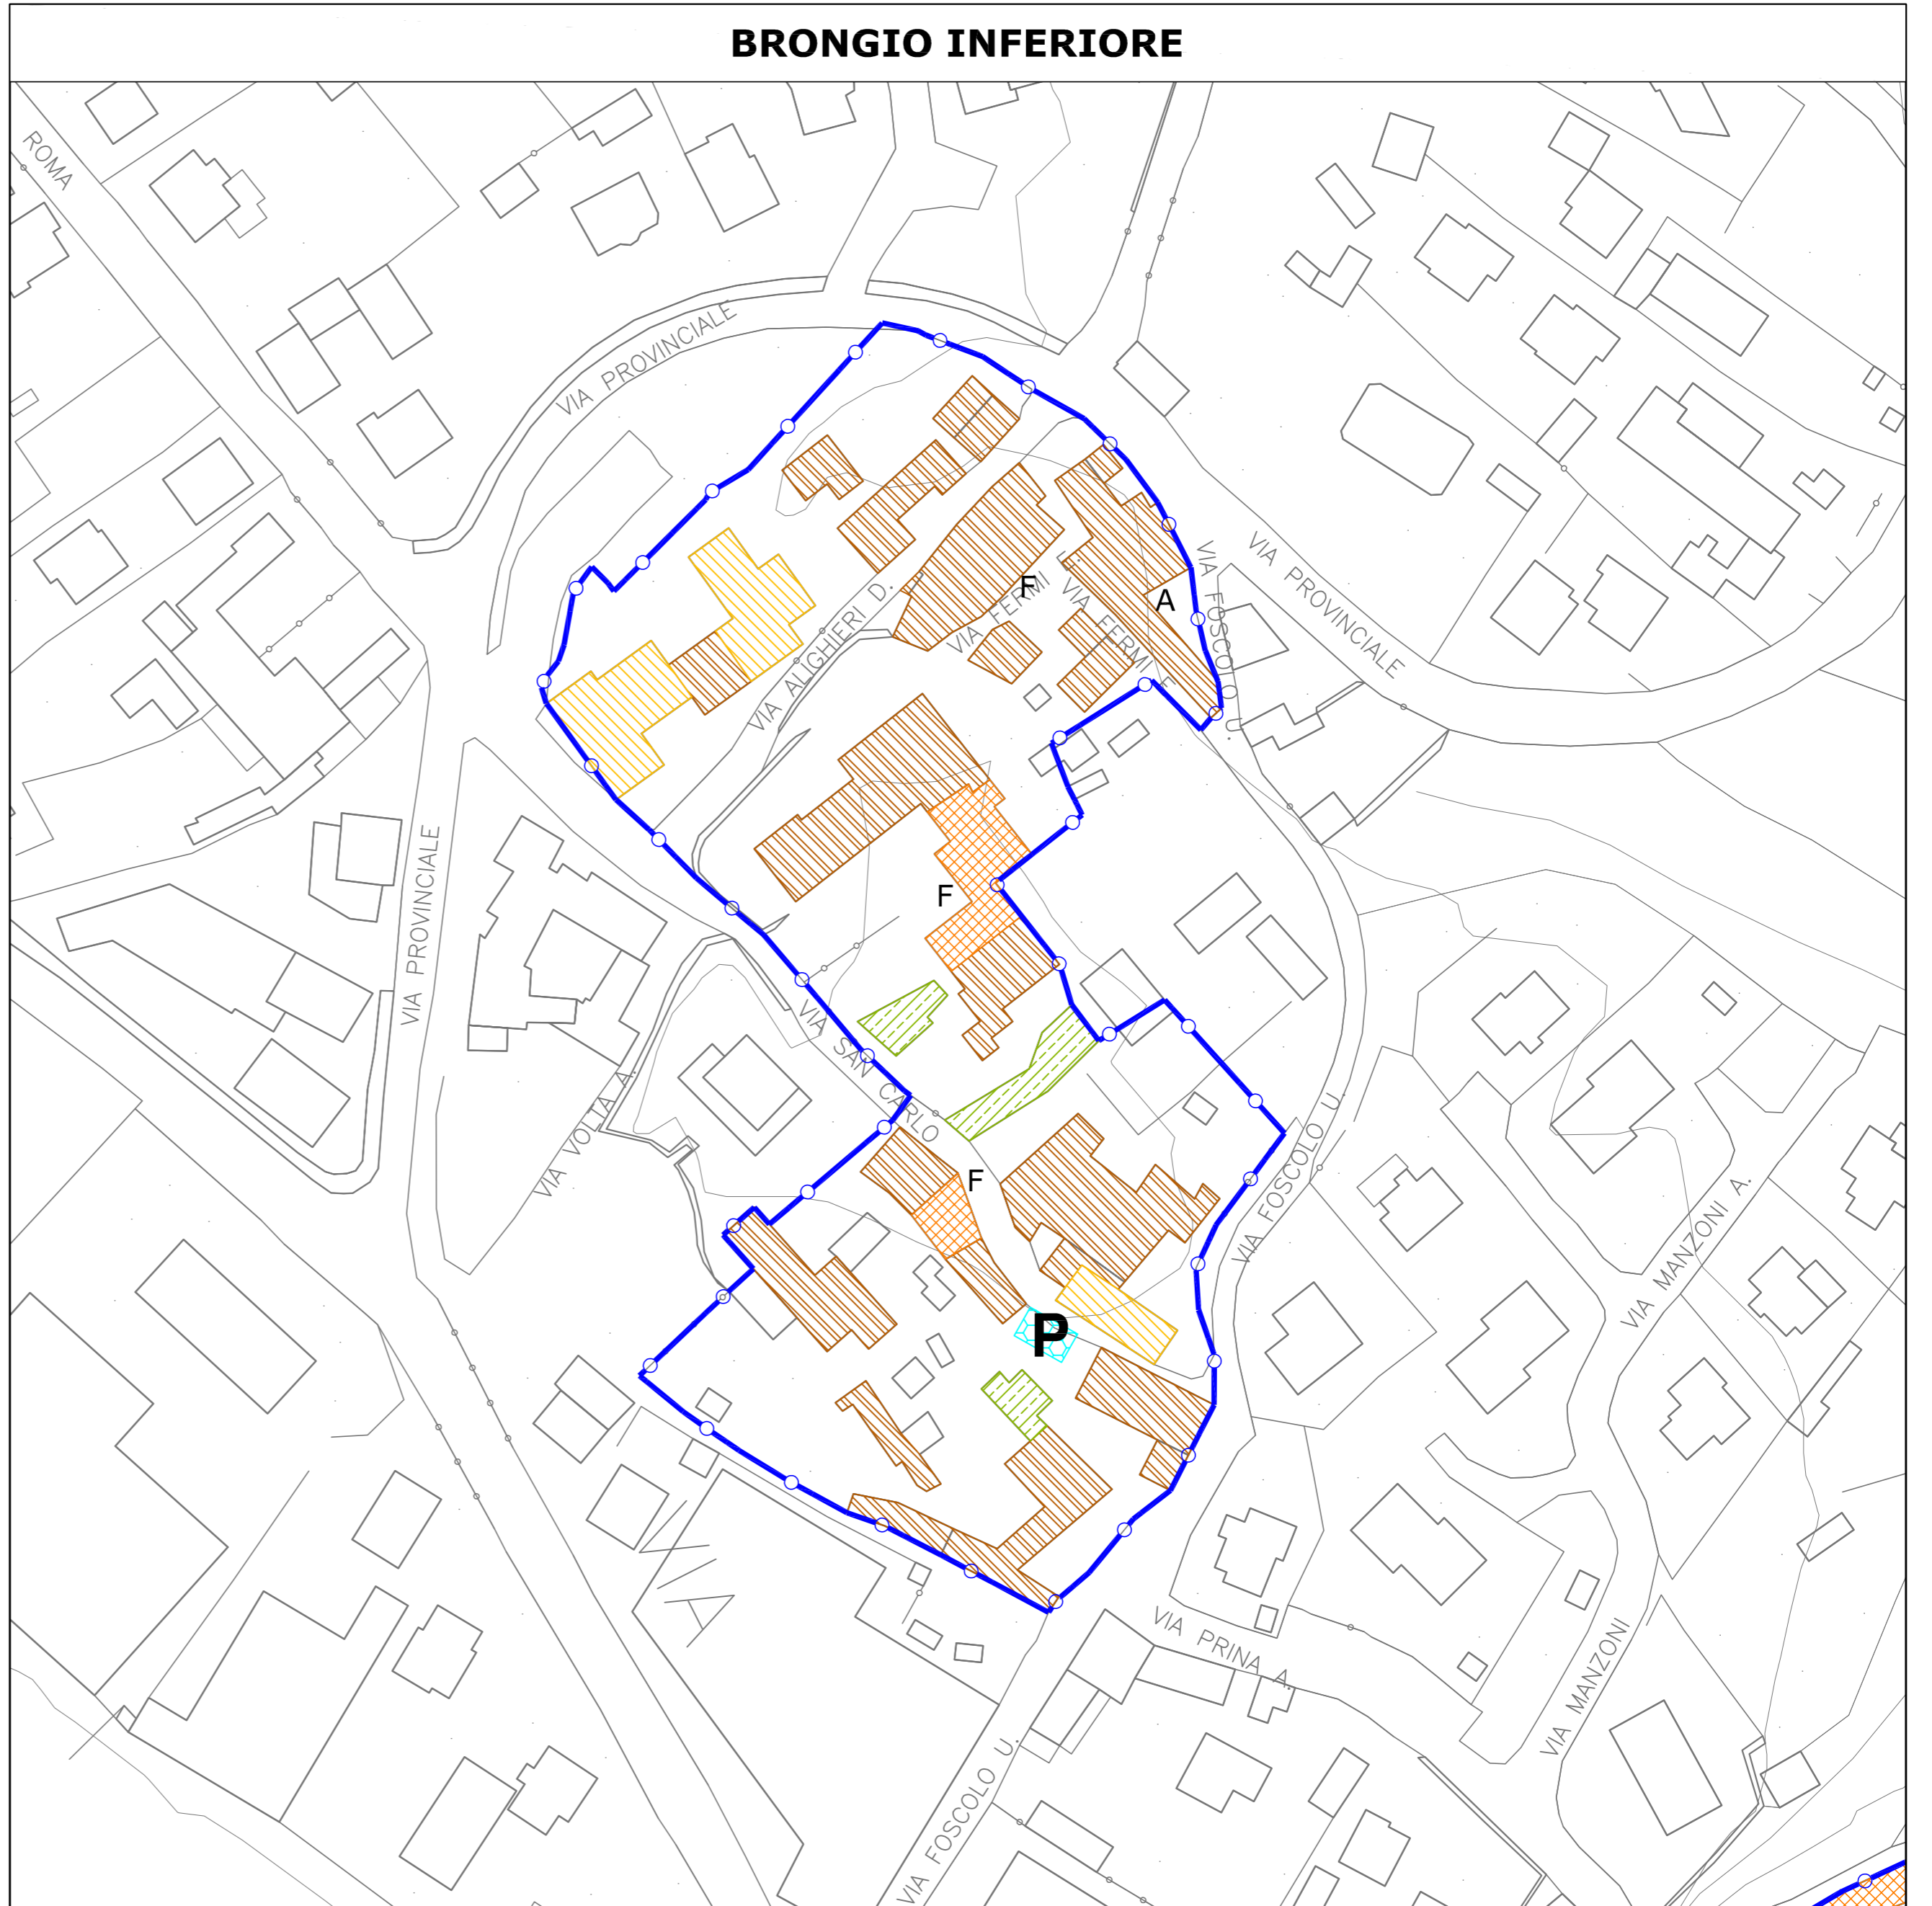 BRONGIO INFERIORE
ROMA
VIA PROVINCIALE
VIA PROVINCIALE
VIA FOSCOLO U.
VIA ALGHIERI D.
VIA FERMI E.
VIA FERMI E.
F
A
VIA PROVINCIALE
F
VIA SAN CARLO
VIA VOLTA A.
F
VIA FOSCOLO U.
VIA MANZONI A.
P
VIA
VIA PRINA A.
VIA MANZONI
VIA FOSCOLO U.